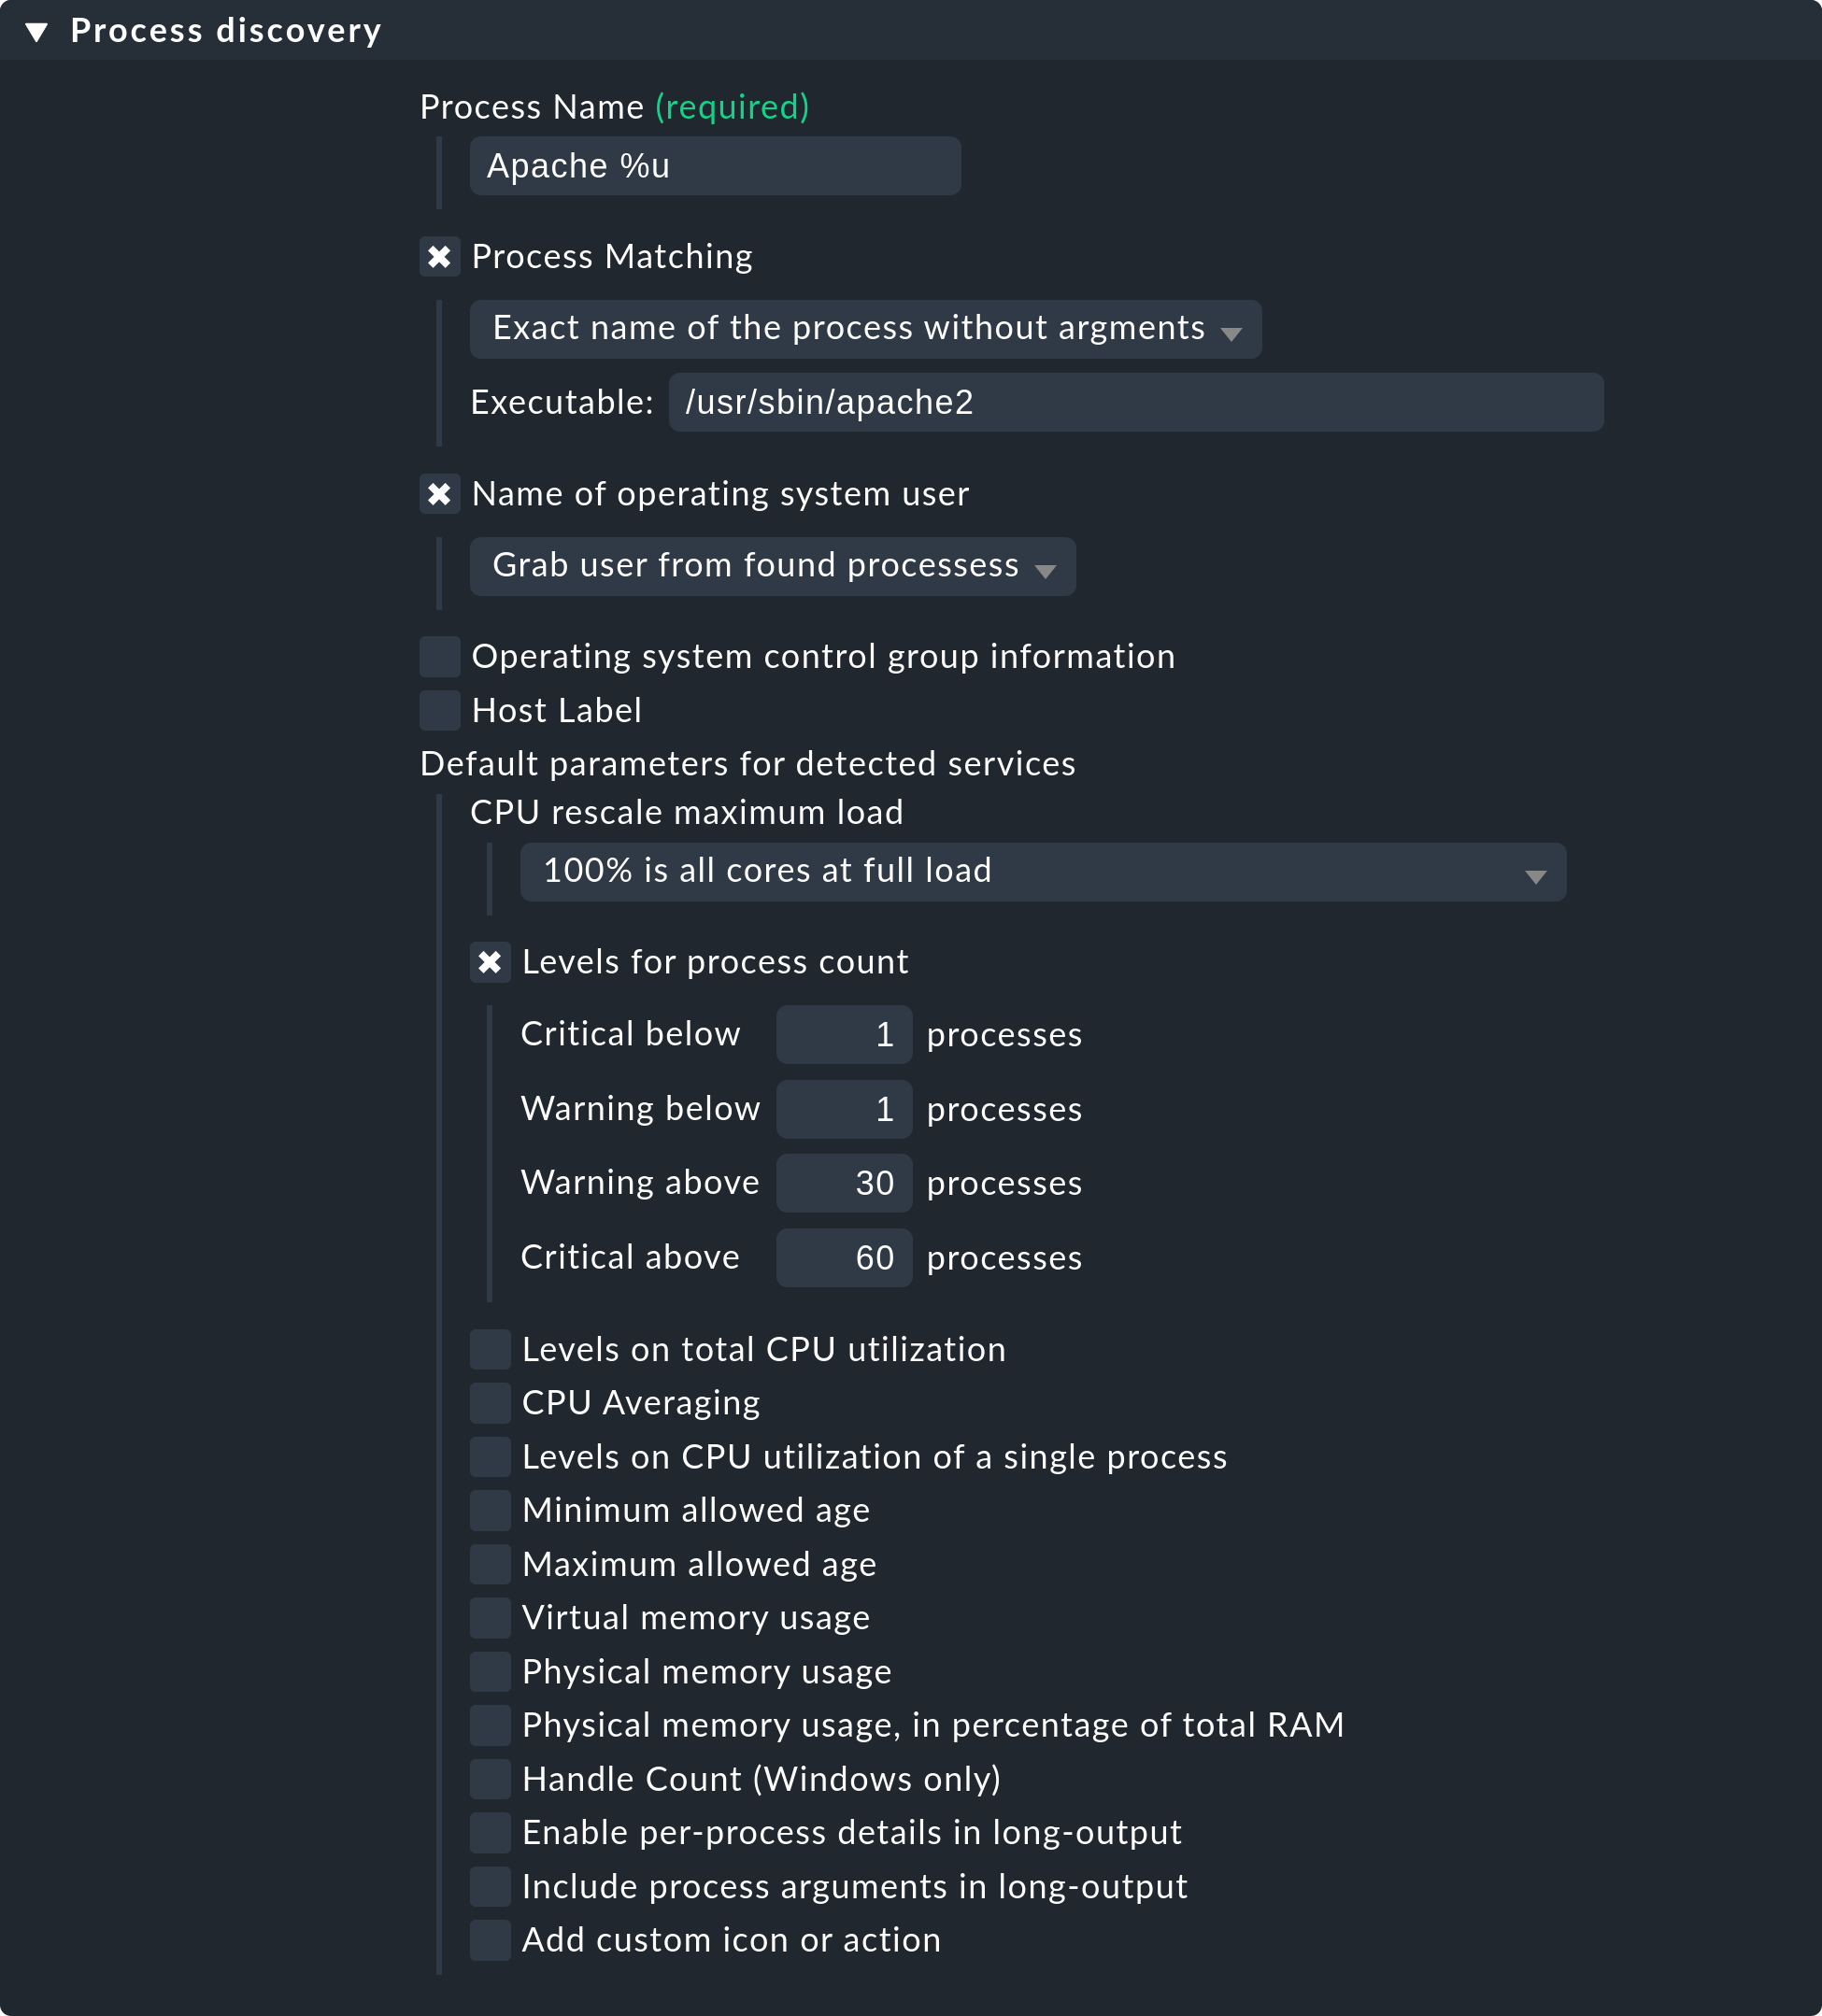 Process discovery
Process Name (required)
Apache %u
Process Matching
Exact name of the process without argments
Executable: /usr/sbin/apache2
Name of operating system user
Grab user from found processess
Operating system control group information
Host Label
Default parameters for detected services
CPU rescale maximum load
100% is all cores at full load
Levels for process count
Critical below 1 processes
Warning below 1 processes
Warning above 30 processes
Critical above 60 processes
Levels on total CPU utilization
CPU Averaging
Levels on CPU utilization of a single process
Minimum allowed age
Maximum allowed age
Virtual memory usage
Physical memory usage
Physical memory usage, in percentage of total RAM
Handle Count (Windows only)
Enable per-process details in long-output
Include process arguments in long-output
Add custom icon or action